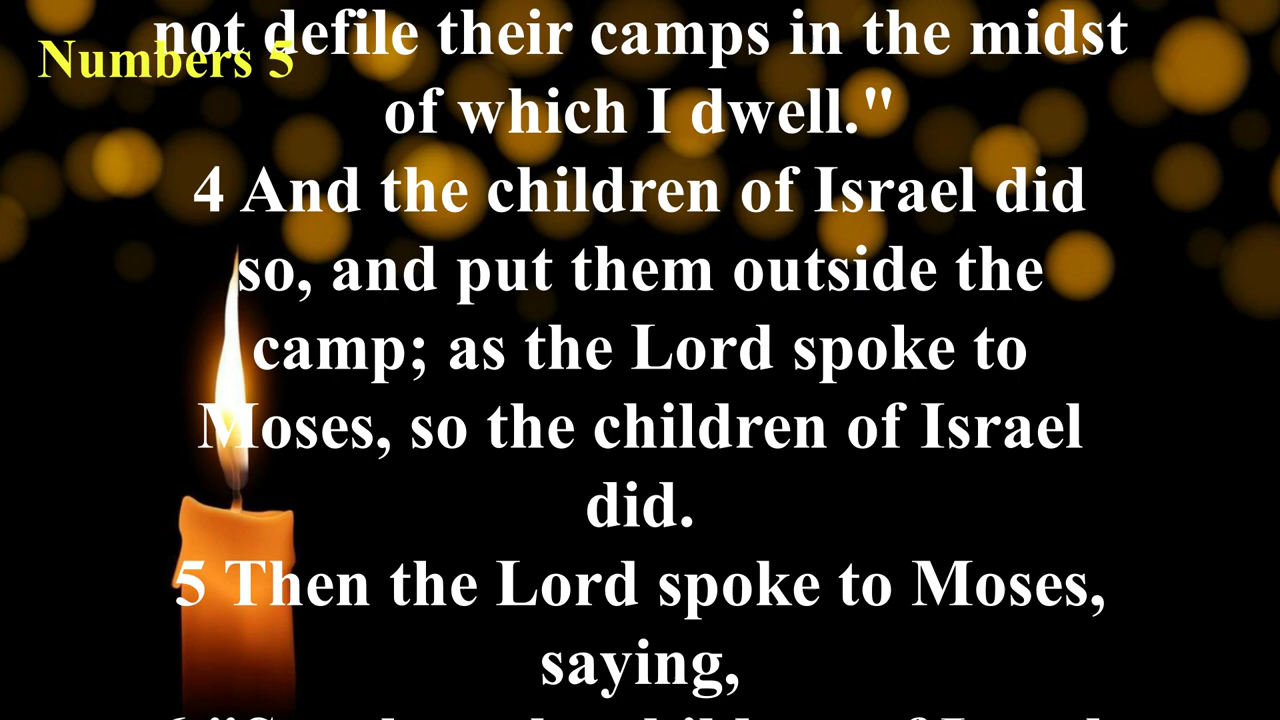 not defile their camps in the midst
Numbers 5
of which I dwell."
4 And the children of Israel did
so, and put them outside the
camp; as the Lord spoke to
Moses, so the children of Israel
did.
5 Then the Lord spoke to Moses,
saying,